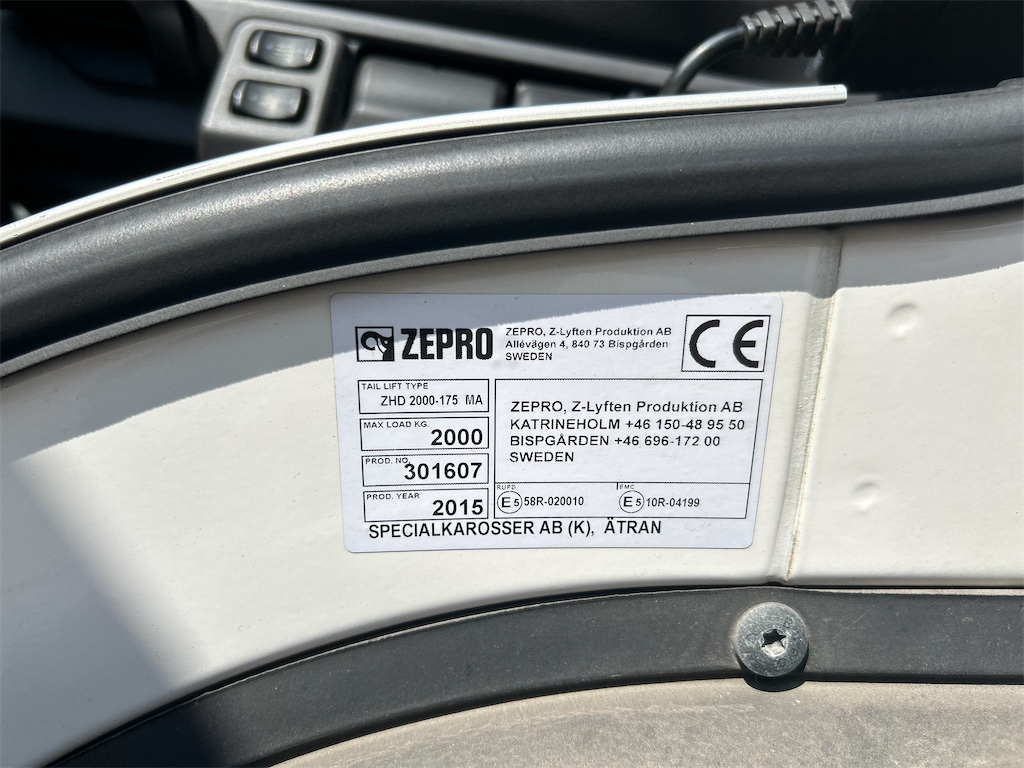 ZEPRO
ZEPRO, Z-Lyften Produktion AB
Allévägen 4, 840 73 Bispgården
SWEDEN
CE
TAIL LIFT TYPE
ZHD 2000-175 MA
MAX LOAD KG.
2000
PROD. NO.
301607
PROD. YEAR
2015
ZEPRO, Z-Lyften Produktion AB
KATRINEHOLM +46 150-48 95 50
BISPGÅRDEN +46 696-172 00
SWEDEN
RUPD
E5 58R-020010
EMC
E5 10R-04199
SPECIALKAROSSER AB (K), ÄTRAN